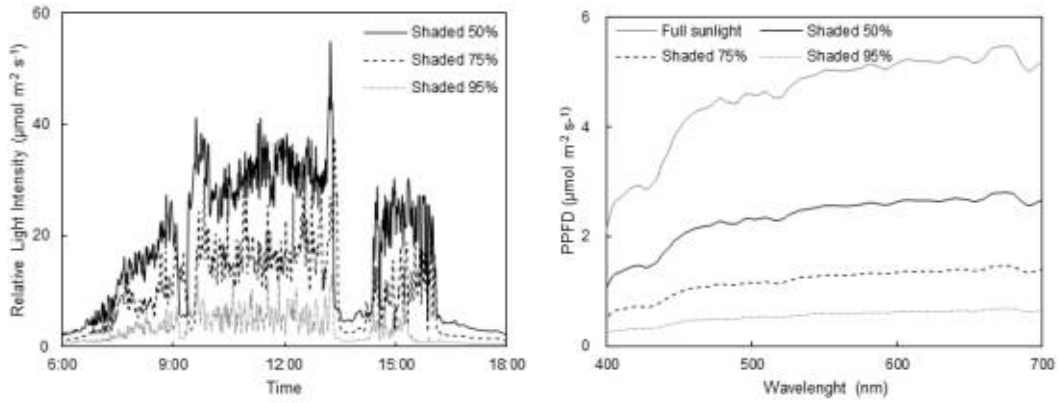 Relative Light Intensity (µmol m-2 s-1)
60
40
20
0
Shaded 50%
Shaded 75%
Shaded 95%
6:00 9:00 12:00 15:00 18:00
Time
PPFD (µmol m-2 s-1)
6
4
2
0
Full sunlight Shaded 50%
Shaded 75% Shaded 95%
400 500 600 700
Wavelenght (nm)